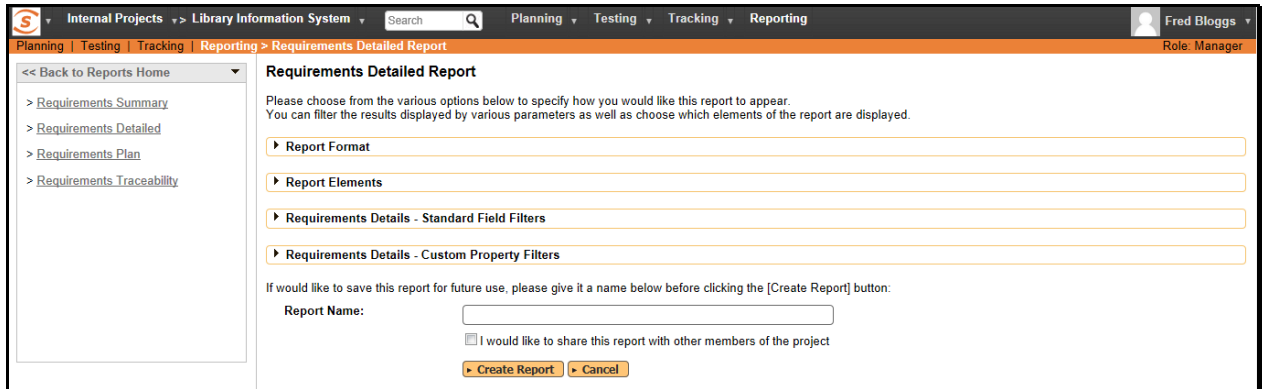 Internal Projects > Library Information System Search Planning Testing Tracking Reporting Fred Bloggs
Planning | Testing | Tracking | Reporting > Requirements Detailed Report Role: Manager
<< Back to Reports Home
> Requirements Summary
> Requirements Detailed
> Requirements Plan
> Requirements Traceability
Requirements Detailed Report
Please choose from the various options below to specify how you would like this report to appear.
You can filter the results displayed by various parameters as well as choose which elements of the report are displayed.
Report Format
Report Elements
Requirements Details - Standard Field Filters
Requirements Details - Custom Property Filters
If would like to save this report for future use, please give it a name below before clicking the [Create Report] button:
Report Name:
I would like to share this report with other members of the project
Create Report Cancel